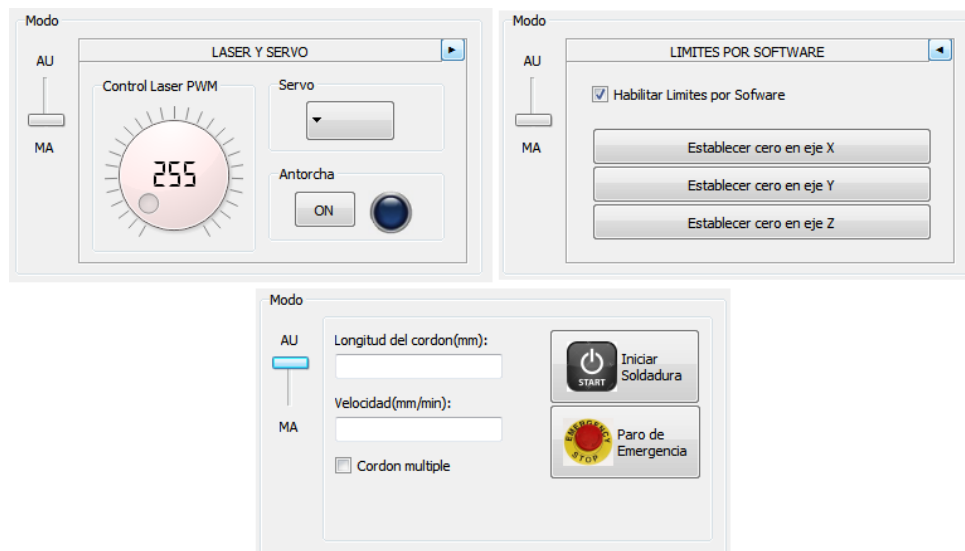 Modo
AU
MA
LASER Y SERVO
Control Laser PWM
255
Servo
Antorcha
ON
Modo
AU
MA
LIMITES POR SOFTWARE
Habilitar Limites por Sofware
Establecer cero en eje X
Establecer cero en eje Y
Establecer cero en eje Z
Modo
AU
MA
Longitud del cordon(mm):
Velocidad(mm/min):
Cordon multiple
START
Iniciar
Soldadura
EMERGENCY
STOP
Paro de
Emergencia